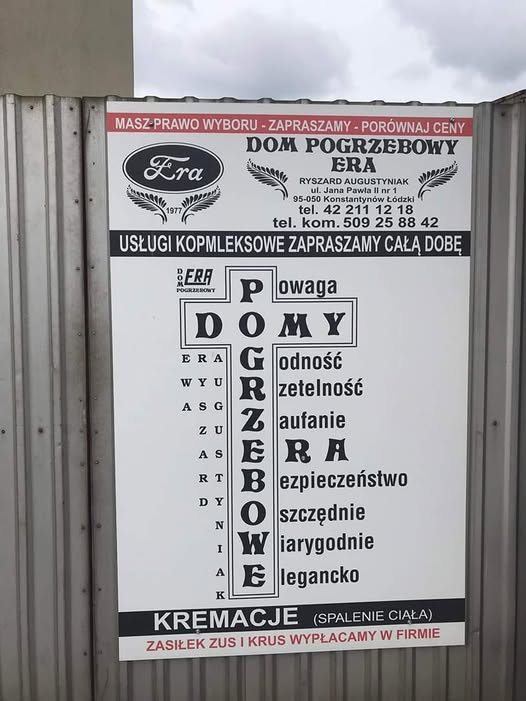 MASZ PRAWO WYBORU - ZAPRASZAMY - PORÓWNAJ CENY
Era
1977
DOM POGRZEBOWY
ERA
RYSZARD AUGUSTYNIAK
ul. Jana Pawła II nr 1
95-050 Konstantynów Łódzki
tel. 42 211 12 18
tel. kom. 509 25 88 42
USŁUGI KOPMLEKSOWE ZAPRASZAMY CAŁĄ DOBĘ
DOM ERA
POGRZEBOWY
Powaga
DOMY
Godność
Rzetelność
Zaufanie
ERA
Bezpieczeństwo
Oszczędnie
Wiarygodnie
Elegancko
EWA
RYSZARD
AUGUSTYNIAK
KREMACJE (SPALENIE CIAŁA)
ZASIŁEK ZUS I KRUS WYPŁACAMY W FIRMIE